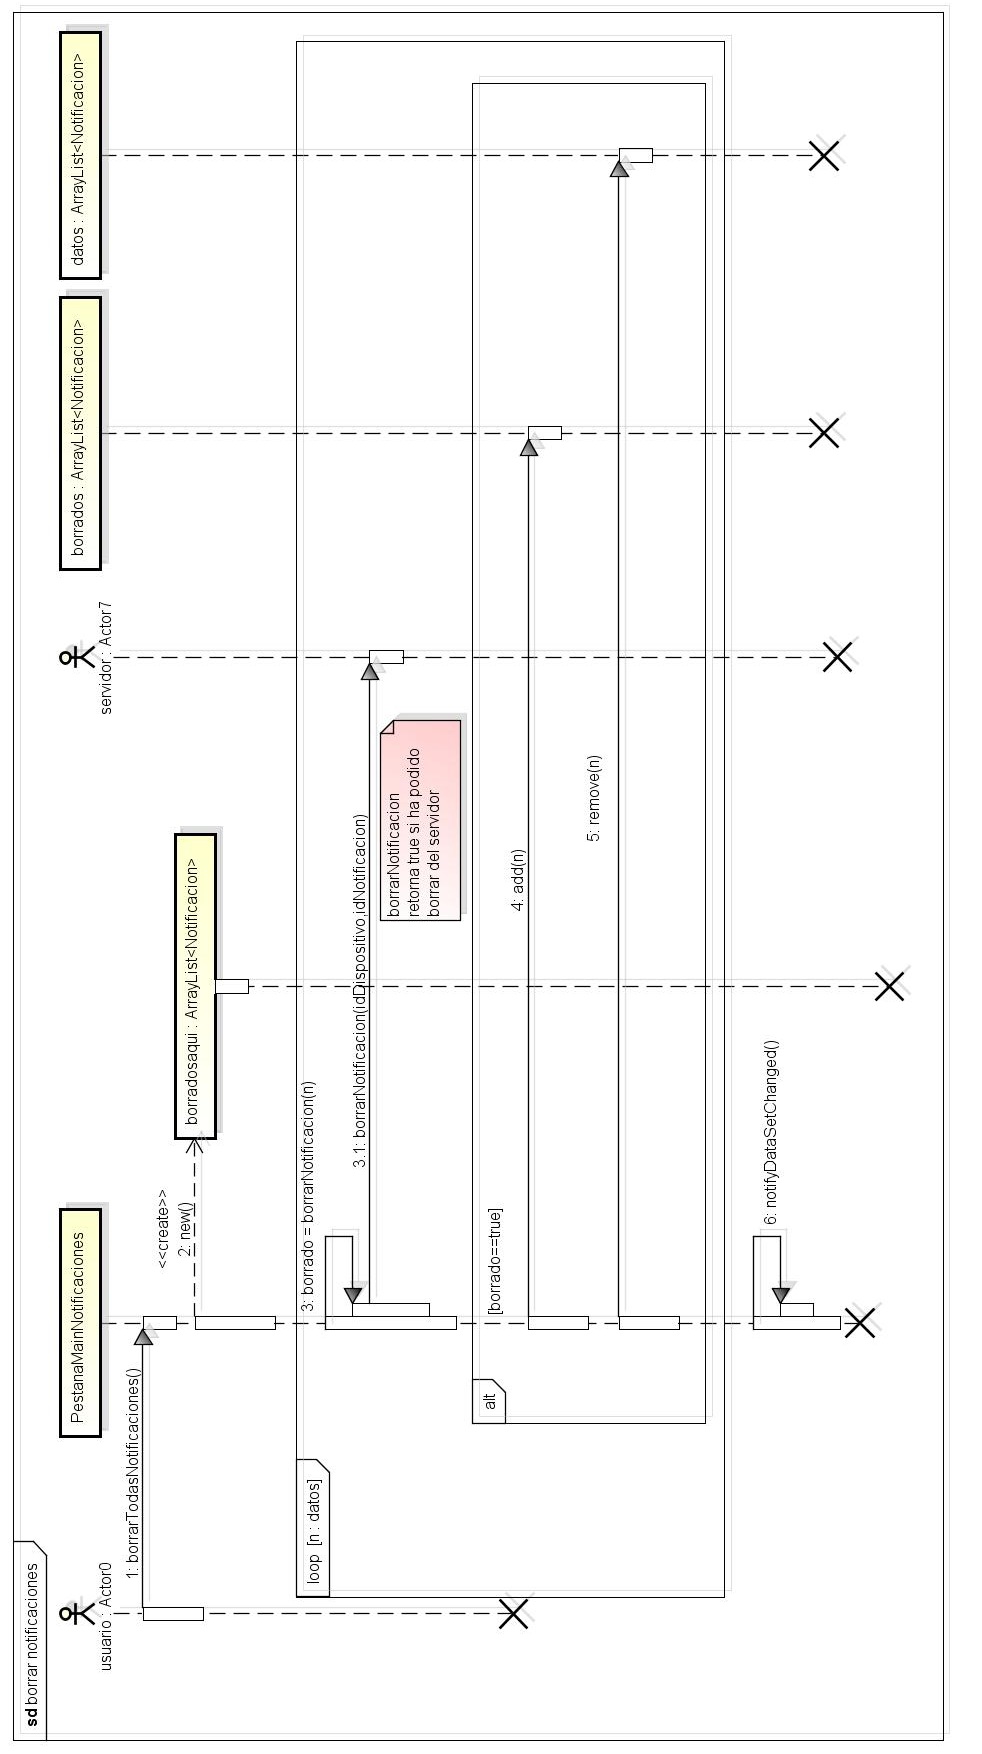 sd borrar notificaciones
usuario : Actor0
PestanaMainNotificaciones
servidor : Actor7
borrados : ArrayList<Notificacion>
datos : ArrayList<Notificacion>
1: borrarTodasNotificaciones()
<<create>>
2: new()
borradosaqui : ArrayList<Notificacion>
loop [n : datos]
3: borrado = borrarNotificacion(n)
3.1: borrarNotificacion(idDispositivo,idNotificacion)
borrarNotificacion
retorna true si ha podido
borrar del servidor
alt
[borrado==true]
4: add(n)
5: remove(n)
6: notifyDataSetChanged()